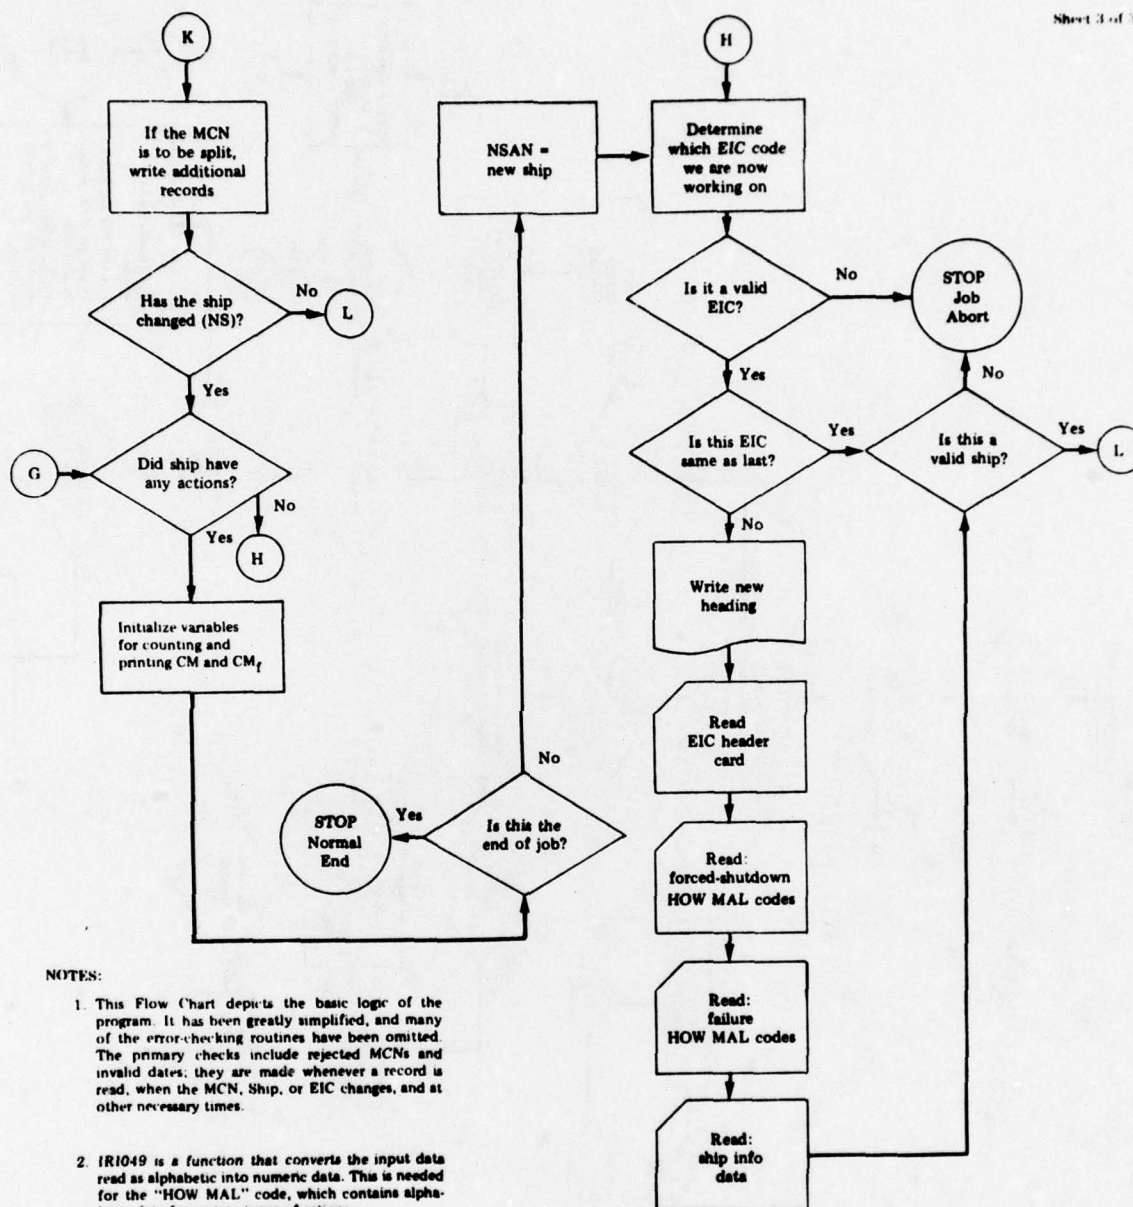 Sheet 3 of
K
If the MCN
is to be split,
write additional
records
Has the ship
changed (NS)?
No
L
Yes
G
Did ship have
any actions?
No
H
Yes
Initialize variables
for counting and
printing CM and CMf
STOP
Normal
End
Yes
Is this the
end of job?
No
NSAN =
new ship
H
Determine
which EIC code
we are now
working on
Is it a valid
EIC?
No
STOP
Job
Abort
Yes
Is this EIC
same as last?
Yes
Is this a
valid ship?
No
Yes
L
No
Write new
heading
Read
EIC header
card
Read:
forced-shutdown
HOW MAL codes
Read:
failure
HOW MAL codes
Read:
ship info
data
NOTES:
1. This Flow Chart depicts the basic logic of the
program. It has been greatly simplified, and many
of the error-checking routines have been omitted.
The primary checks include rejected MCNs and
invalid dates; they are made whenever a record is
read, when the MCN, Ship, or EIC changes, and at
other necessary times.
2. IRI049 is a function that converts the input data
read as alphabetic into numeric data. This is needed
for the "HOW MAL" code, which contains alpha-